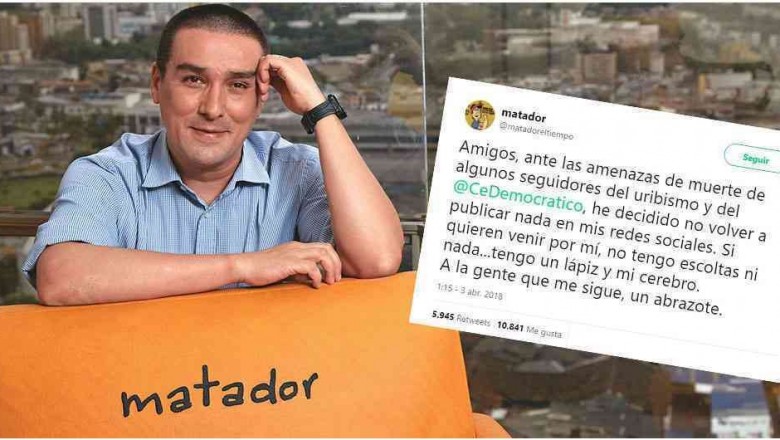 matador
@matadoreltiempo
Seguir
Amigos, ante las amenazas de muerte de
algunos seguidores del uribismo y del
@CeDemocratico, he decidido no volver a
publicar nada en mis redes sociales. Si
quieren venir por mí, no tengo escoltas ni
nada...tengo un lápiz y mi cerebro.
A la gente que me sigue, un abrazote.
1:15 - 3 abr. 2018
5.945 Retweets 10.841 Me gusta
matador